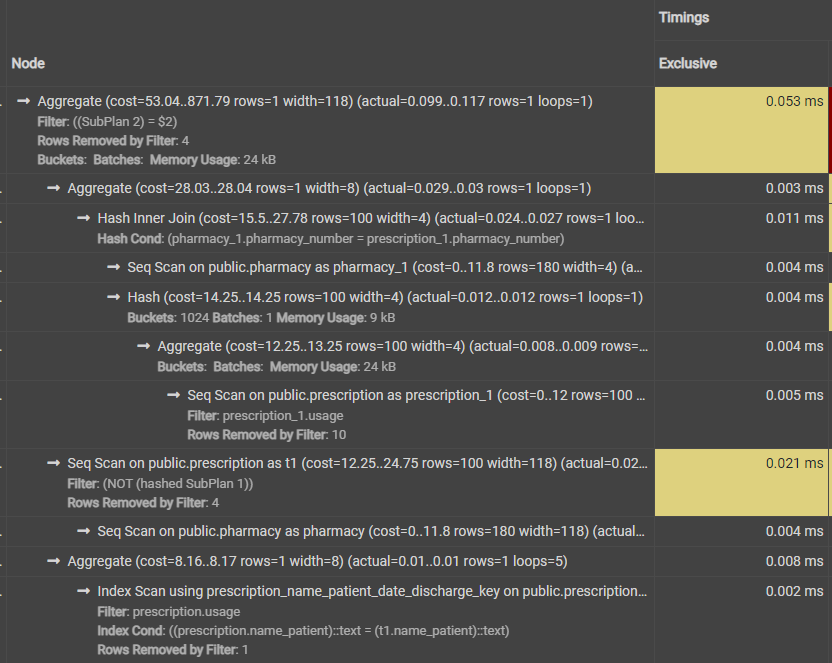 Timings
Node
Exclusive
→ Aggregate (cost=53.04..871.79 rows=1 width=118) (actual=0.099..0.117 rows=1 loops=1) 0.053 ms
Filter: ((SubPlan 2) = $2)
Rows Removed by Filter: 4
Buckets: Batches: Memory Usage: 24 kB
→ Aggregate (cost=28.03..28.04 rows=1 width=8) (actual=0.029..0.03 rows=1 loops=1) 0.003 ms
→ Hash Inner Join (cost=15.5..27.78 rows=100 width=4) (actual=0.024..0.027 rows=1 loo... 0.011 ms
Hash Cond: (pharmacy_1.pharmacy_number = prescription_1.pharmacy_number)
→ Seq Scan on public.pharmacy as pharmacy_1 (cost=0..11.8 rows=180 width=4) (a... 0.004 ms
→ Hash (cost=14.25..14.25 rows=100 width=4) (actual=0.012..0.012 rows=1 loops=1) 0.004 ms
Buckets: 1024 Batches: 1 Memory Usage: 9 kB
→ Aggregate (cost=12.25..13.25 rows=100 width=4) (actual=0.008..0.009 rows=... 0.004 ms
Buckets: Batches: Memory Usage: 24 kB
→ Seq Scan on public.prescription as prescription_1 (cost=0..12 rows=100 ... 0.005 ms
Filter: prescription_1.usage
Rows Removed by Filter: 10
→ Seq Scan on public.prescription as t1 (cost=12.25..24.75 rows=100 width=118) (actual=0.02... 0.021 ms
Filter: (NOT (hashed SubPlan 1))
Rows Removed by Filter: 4
→ Seq Scan on public.pharmacy as pharmacy (cost=0..11.8 rows=180 width=118) (actual... 0.004 ms
→ Aggregate (cost=8.16..8.17 rows=1 width=8) (actual=0.01..0.01 rows=1 loops=5) 0.008 ms
→ Index Scan using prescription_name_patient_date_discharge_key on public.prescription... 0.002 ms
Filter: prescription.usage
Index Cond: ((prescription.name_patient)::text = (t1.name_patient)::text)
Rows Removed by Filter: 1